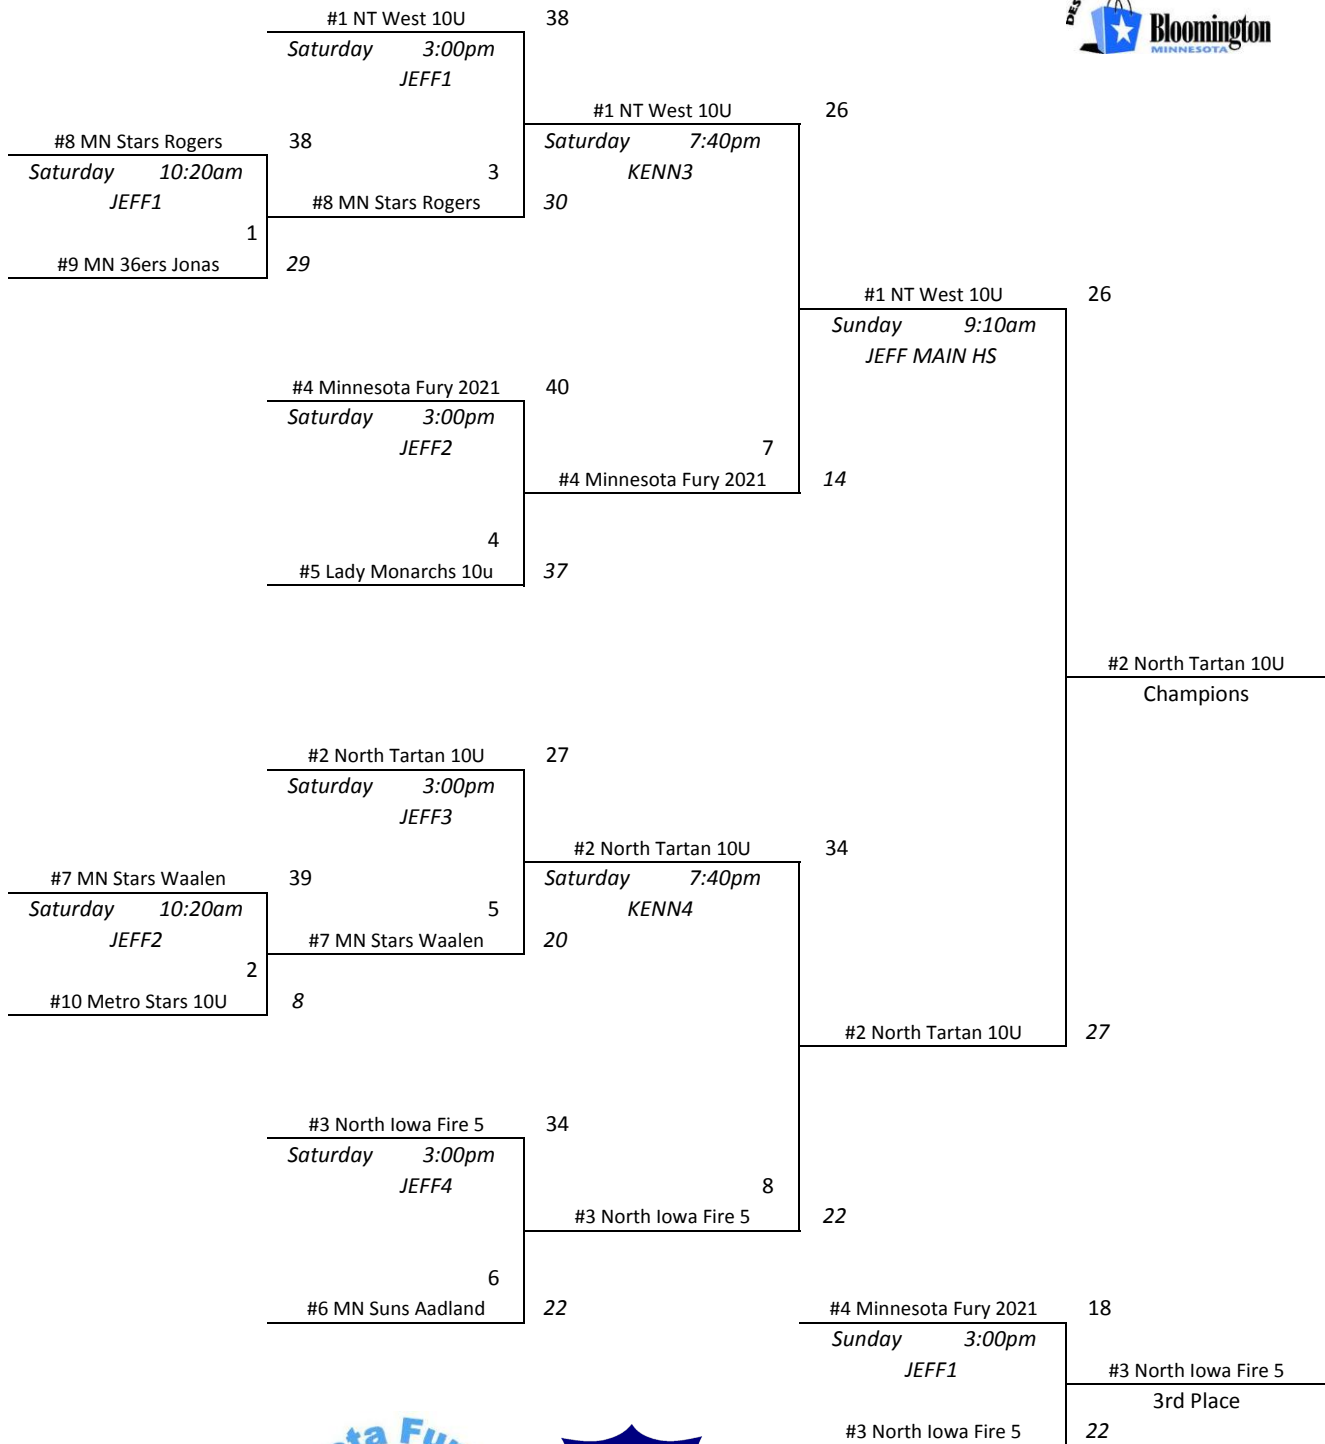 DES
Bloomington
MINNESOTA
#1 NT West 10U 38
Saturday 3:00pm
JEFF1
#1 NT West 10U 26
#8 MN Stars Rogers 38
Saturday 7:40pm
Saturday 10:20am
3
KENN3
JEFF1
#8 MN Stars Rogers 30
1
#9 MN 36ers Jonas 29
#1 NT West 10U 26
Sunday 9:10am
JEFF MAIN HS
#4 Minnesota Fury 2021 40
Saturday 3:00pm
JEFF2
7
#4 Minnesota Fury 2021 14
4
#5 Lady Monarchs 10u 37
#2 North Tartan 10U
Champions
#2 North Tartan 10U 27
Saturday 3:00pm
JEFF3
#2 North Tartan 10U 34
#7 MN Stars Waalen 39
Saturday 7:40pm
Saturday 10:20am
5
KENN4
JEFF2
#7 MN Stars Waalen 20
2
#10 Metro Stars 10U 8
#2 North Tartan 10U 27
#3 North Iowa Fire 5 34
Saturday 3:00pm
JEFF4
8
#3 North Iowa Fire 5 22
6
#6 MN Suns Aadland 22
#4 Minnesota Fury 2021 18
Sunday 3:00pm
JEFF1
#3 North Iowa Fire 5
3rd Place
#3 North Iowa Fire 5 22